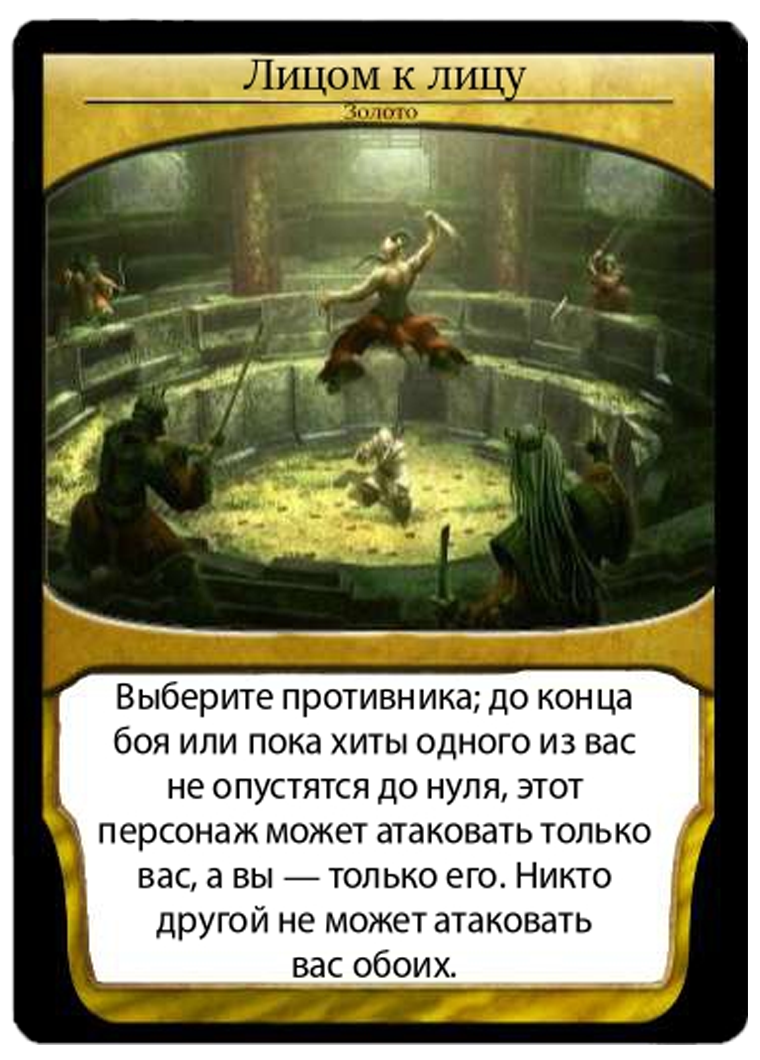 Лицом к лицу
Золото
Выберите противника; до конца
боя или пока хиты одного из вас
не опустятся до нуля, этот
персонаж может атаковать только
вас, а вы — только его. Никто
другой не может атаковать
вас обоих.